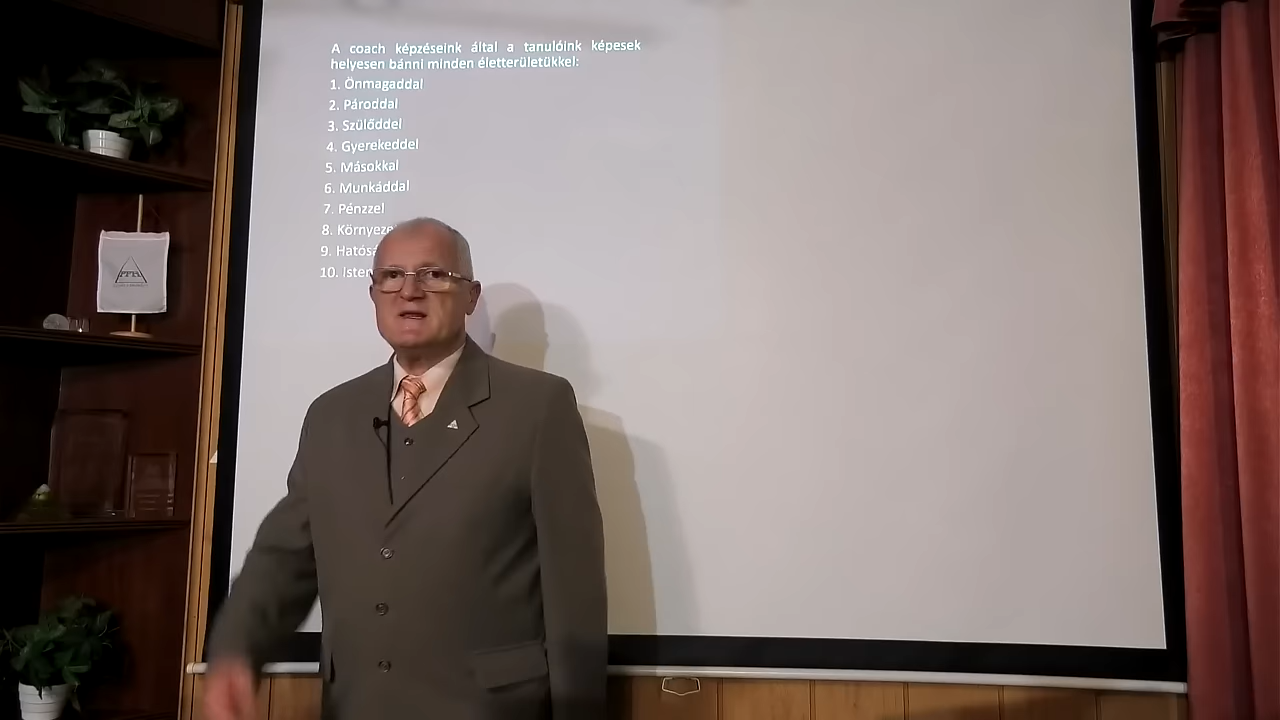 A coach képzéseink által a tanulóink képesek
helyesen bánni minden életterületükkel:
1. Önmagaddal
2. Pároddal
3. Szülőddel
4. Gyerekeddel
5. Másokkal
6. Munkáddal
7. Pénzzel
8.
9.
10.